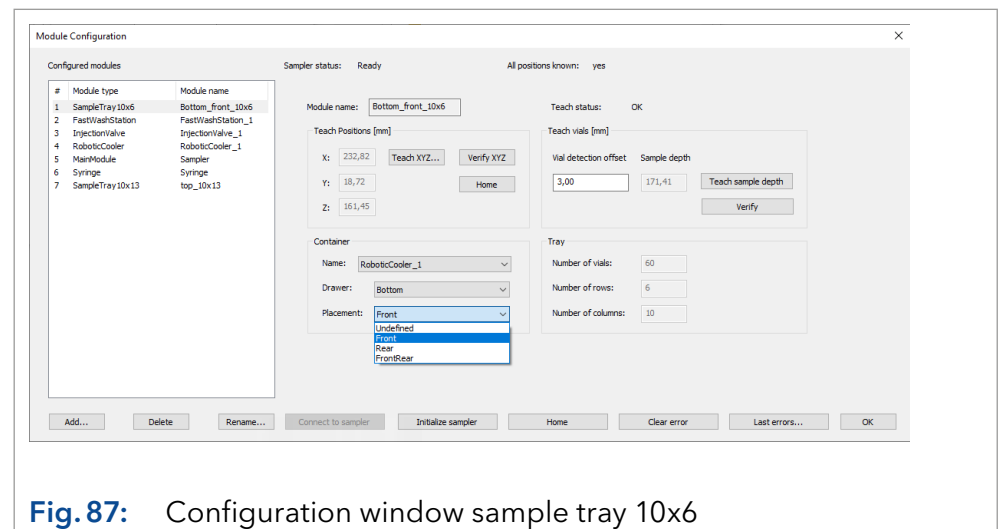 Module Configuration
Configured modules
Sampler status: Ready
All positions known: yes
# Module type Module name
1 SampleTray10x6 Bottom_front_10x6
2 FastWashStation FastWashStation_1
3 InjectionValve InjectionValve_1
4 RoboticCooler RoboticCooler_1
5 MainModule Sampler
6 Syringe Syringe
7 SampleTray10x13 top_10x13
Module name: Bottom_front_10x6
Teach status: OK
Teach Positions [mm]
X: 232,82 Teach XYZ... Verify XYZ
Y: 18,72 Home
Z: 161,45
Teach vials [mm]
Vial detection offset Sample depth
3,00 171,41 Teach sample depth
Verify
Container
Name: RoboticCooler_1
Drawer: Bottom
Placement: Front
Undefined
Front
Rear
FrontRear
Tray
Number of vials: 60
Number of rows: 6
Number of columns: 10
Add... Delete Rename... Connect to sampler Initialize sampler Home Clear error Last errors... OK
Fig. 87: Configuration window sample tray 10x6